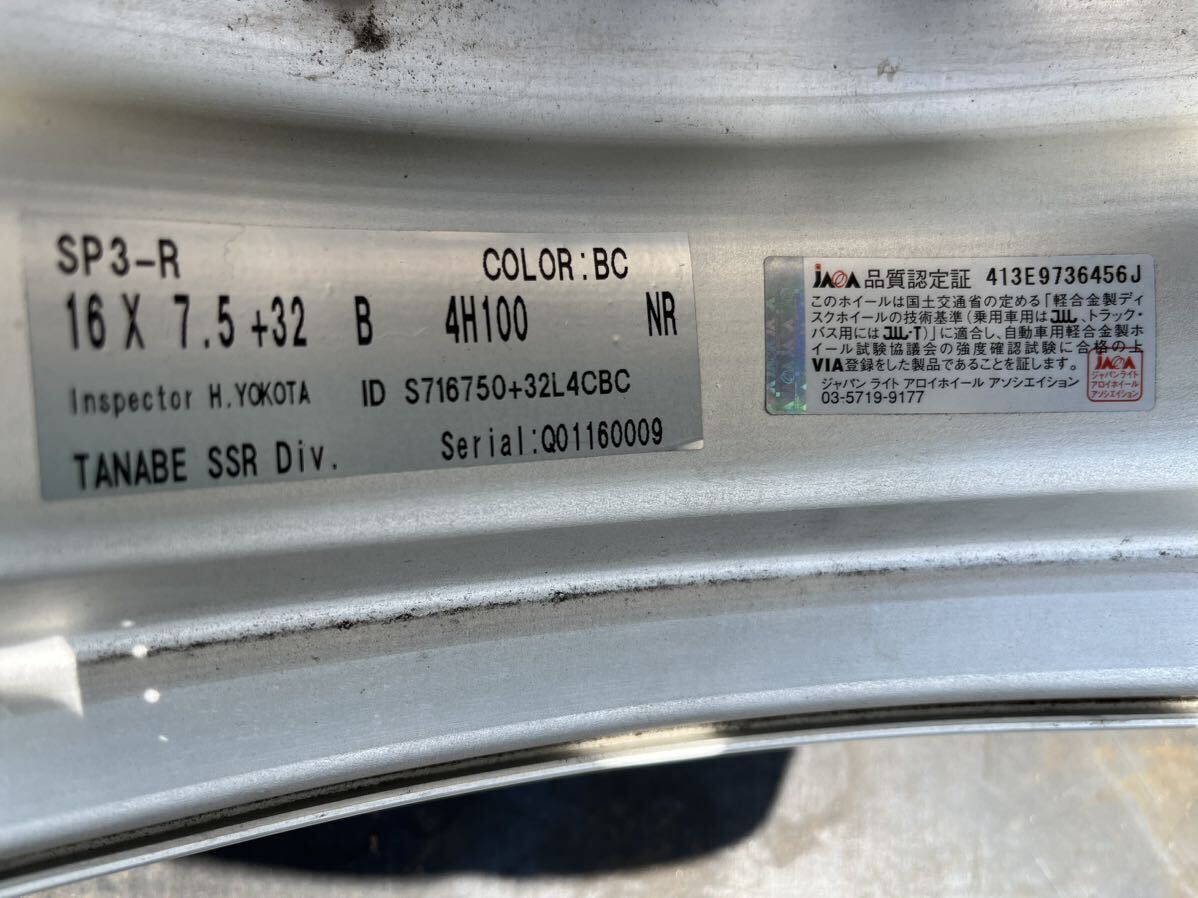 SP3-R COLOR:BC
16 X 7.5+32 B 4H100 NR
Inspector H.YOKOTA ID S716750+32L4CBC
TANABE SSR Div. Serial:Q01160009
JAWA 品質認定証 413E9736456J
このホイールは国土交通省の定める「軽合金製ディ
スクホイールの技術基準(乗用車用はJWL、トラック・
バス用にはJWL・T)」に適合し、自動車用軽合金製ホ
イール試験協議会の強度確認試験に合格の上
VIA登録をした製品であることを証します。
ジャパン ライト アロイホイール アソシエイション
03-5719-9177
JAWA
ジャパンライト
アロイホイール
アソシエイション